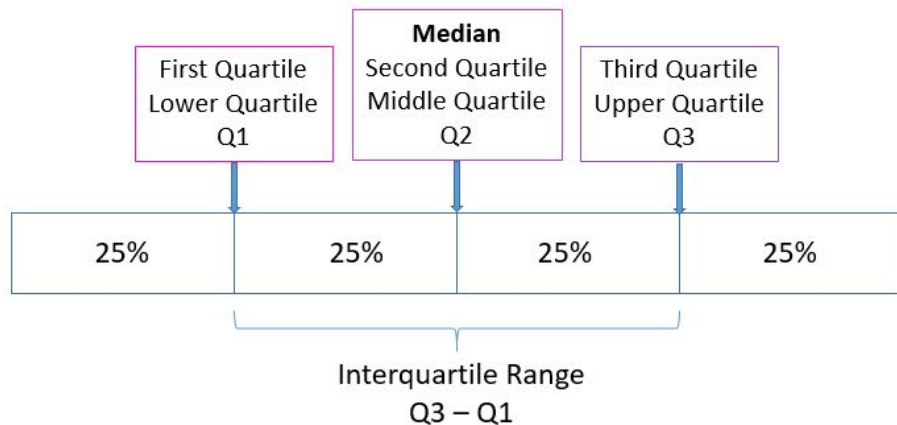 First Quartile
Lower Quartile
Q1
Median
Second Quartile
Middle Quartile
Q2
Third Quartile
Upper Quartile
Q3
25%
25%
25%
25%
Interquartile Range
Q3 – Q1